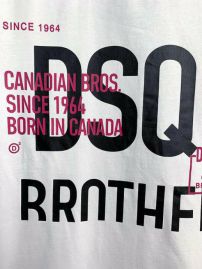 SINCE 1964
DSQ
CANADIAN BROS.
SINCE 1964
BORN IN CANADA
D
BROTHE